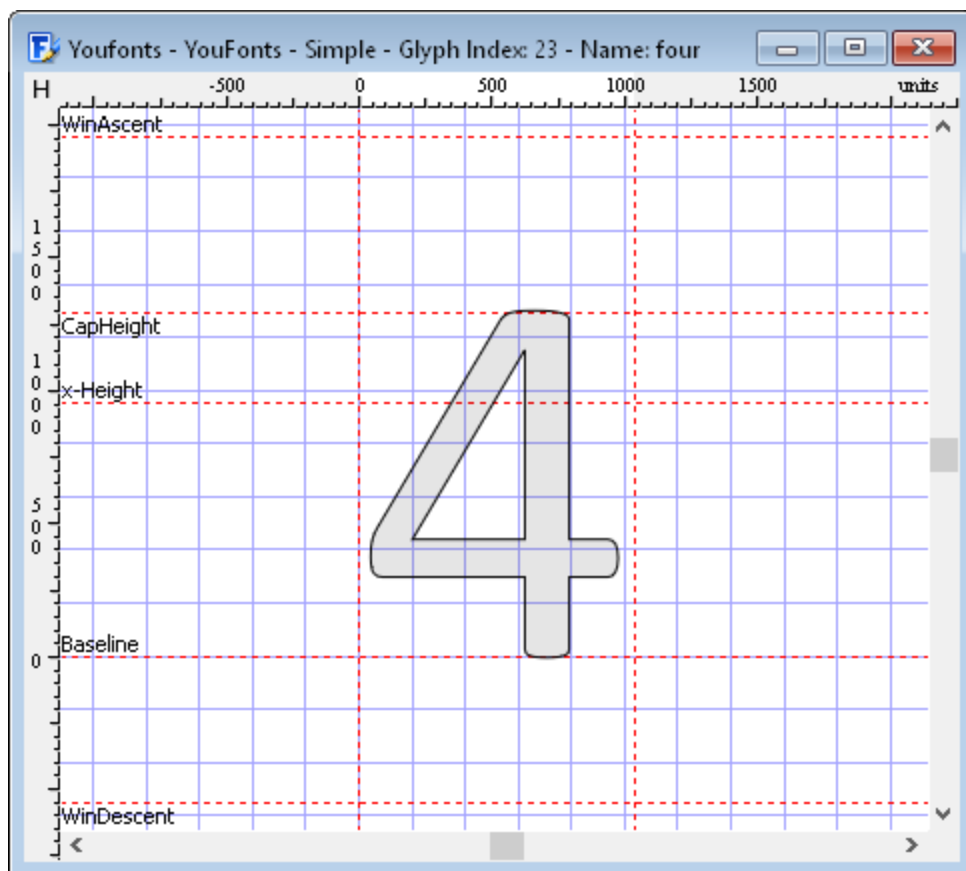 Youfonts - YouFonts - Simple - Glyph Index: 23 - Name: four
H -500 0 500 1000 1500 units
WinAscent
1500
CapHeight
1000
x-Height
500
Baseline
0
4
WinDescent